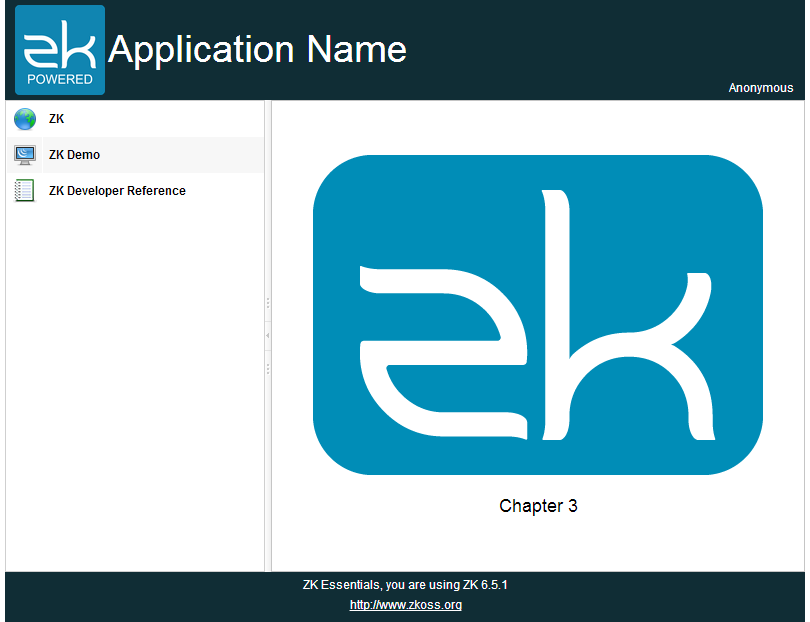 zk
POWERED
Application Name
Anonymous
ZK
ZK Demo
ZK Developer Reference
zk
Chapter 3
ZK Essentials, you are using ZK 6.5.1
http://www.zkoss.org